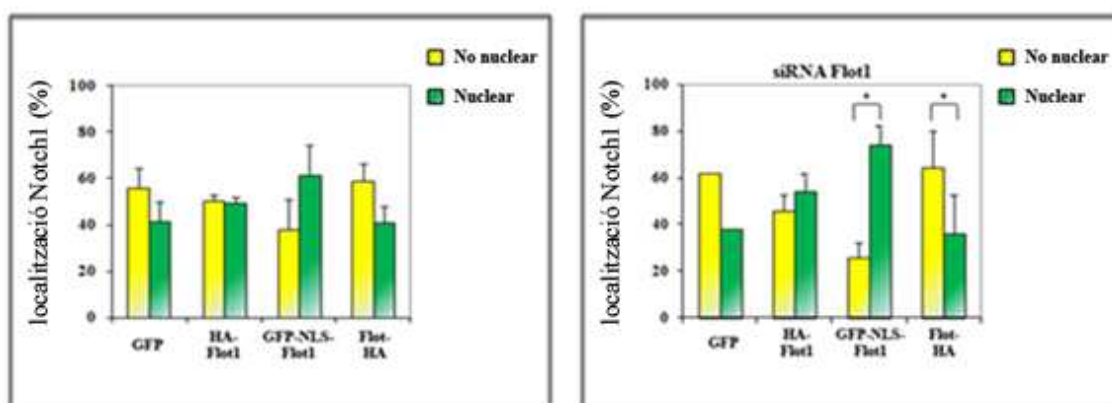 localització Notch1 (%)
100
80
60
40
20
0
GFP
HA-
Flot1
GFP-NLS-
Flot1
Flot-
HA
No nuclear
Nuclear
siRNA Flot1
localització Notch1 (%)
100
80
60
40
20
0
*
*
GFP
HA-
Flot1
GFP-NLS-
Flot1
Flot-
HA
No nuclear
Nuclear